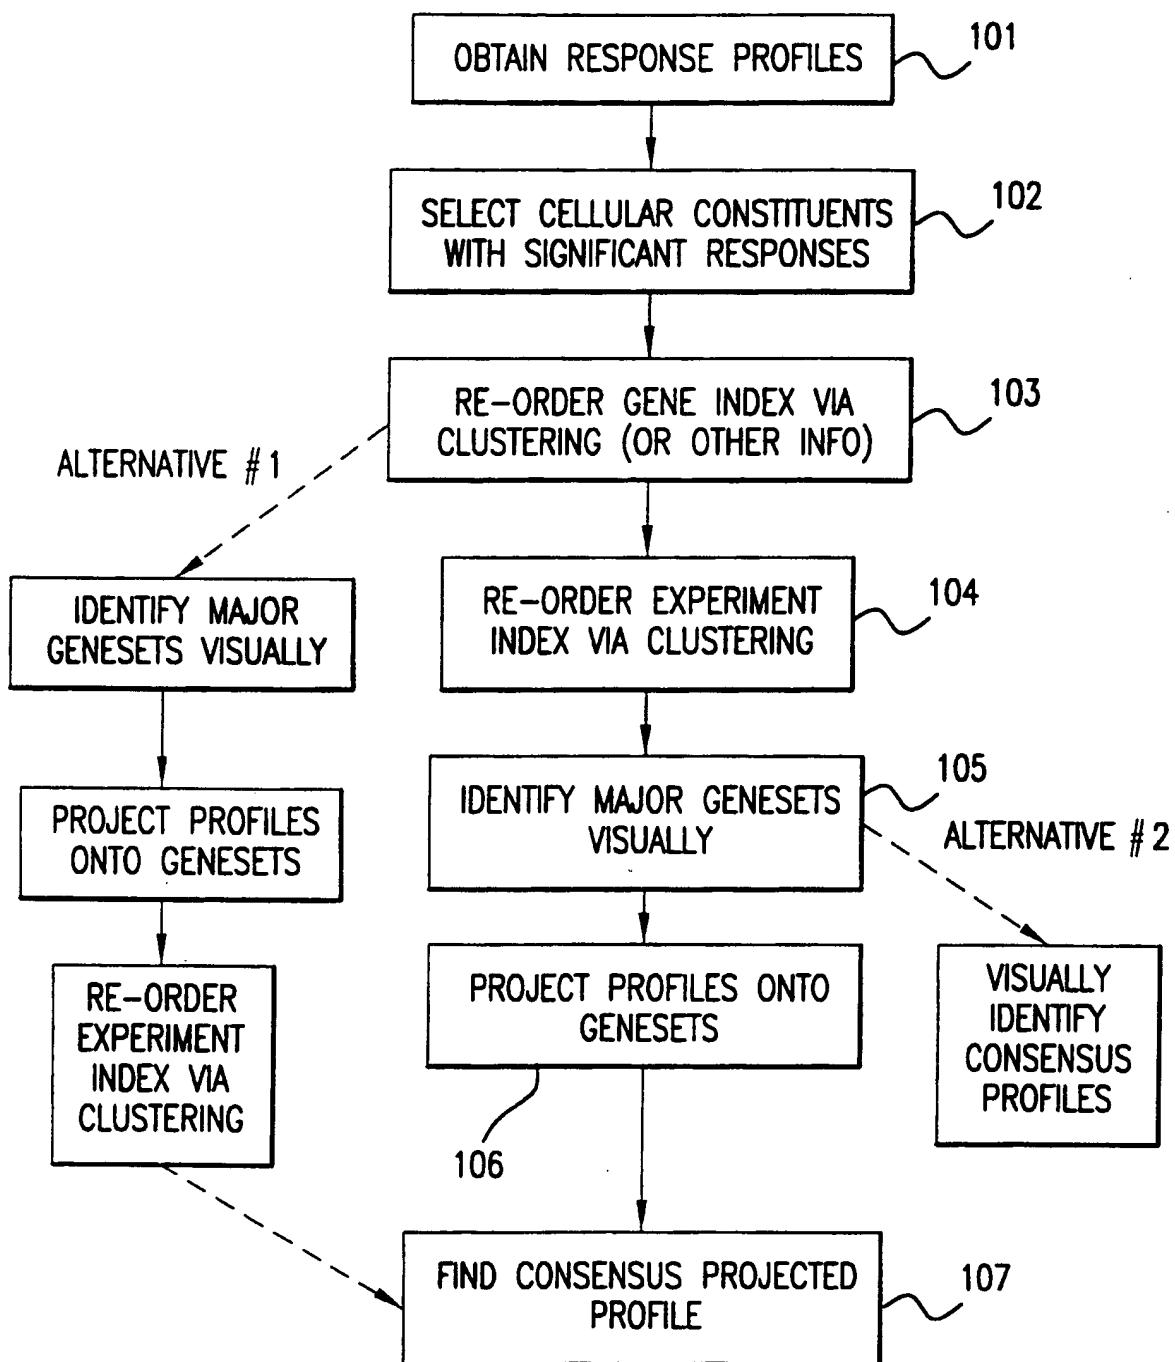 OBTAIN RESPONSE PROFILES
101
SELECT CELLULAR CONSTITUENTS
WITH SIGNIFICANT RESPONSES
102
RE-ORDER GENE INDEX VIA
CLUSTERING (OR OTHER INFO)
103
ALTERNATIVE #1
IDENTIFY MAJOR
GENESETS VISUALLY
RE-ORDER EXPERIMENT
INDEX VIA CLUSTERING
104
PROJECT PROFILES
ONTO GENESETS
IDENTIFY MAJOR GENESETS
VISUALLY
105
ALTERNATIVE #2
RE-ORDER
EXPERIMENT
INDEX VIA
CLUSTERING
PROJECT PROFILES ONTO
GENESETS
106
VISUALLY
IDENTIFY
CONSENSUS
PROFILES
FIND CONSENSUS PROJECTED
PROFILE
107